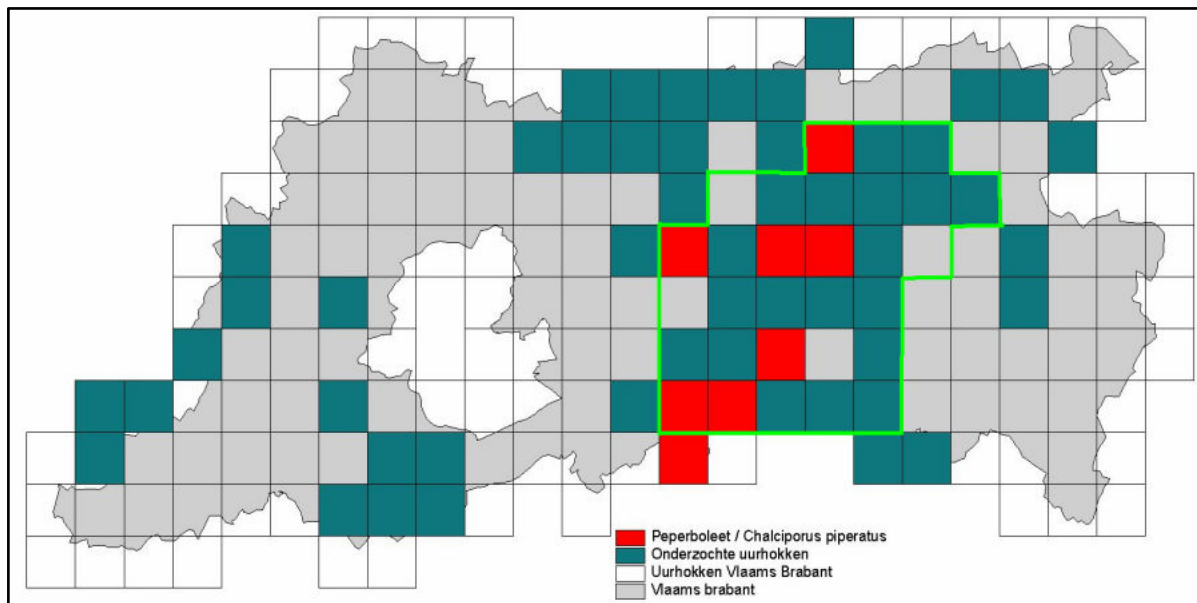 Peperboleet / Chalciporus piperatus
Onderzochte uurhokken
Uurhokken Vlaams Brabant
Vlaams brabant